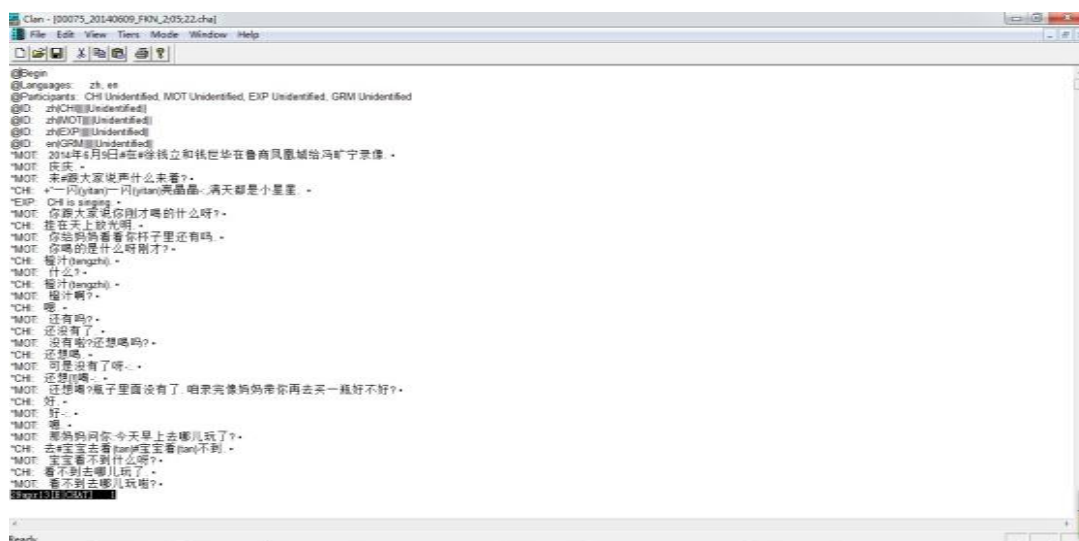 Clan - [00075_20140609_FKN_2;05;22.cha]
File Edit View Tiers Mode Window Help
@Begin
@Languages: zh, en
@Participants: CHI Unidentified, MOT Unidentified, EXP Unidentified, GRM Unidentified
@ID: zh|CHI|||||Unidentified||
@ID: zh|MOT|||||Unidentified||
@ID: zh|EXP|||||Unidentified||
@ID: en|GRM|||||Unidentified||
*MOT: 2014年6月9日#在#徐钱立和钱世华在鲁商凤凰城给冯旷宁录像. •
*MOT: 庆庆. •
*MOT: 来#跟大家说声什么来着? •
*CHI: +"一闪(yitan)一闪(yitan)亮晶晶-:,满天都是小星星. •
*EXP: CHI is singing. •
*MOT: 你跟大家说你刚才喝的什么呀? •
*CHI: 挂在天上放光明. •
*MOT: 你给妈妈看看你杯子里还有吗. •
*MOT: 你喝的是什么呀刚才? •
*CHI: 橙汁(tengzhi). •
*MOT: 什么? •
*CHI: 橙汁(tengzhi). •
*MOT: 橙汁啊? •
*CHI: 嗯. •
*MOT: 还有吗? •
*CHI: 还没有了. •
*MOT: 没有啦?还想喝吗? •
*CHI: 还想喝. •
*MOT: 可是没有了呀-:. •
*CHI: 还想喝-:. •
*MOT: 还想喝?瓶子里面没有了.咱录完像妈妈带你再去买一瓶好不好? •
*CHI: 好. •
*MOT: 好-:. •
*MOT: 嗯. •
*MOT: 那妈妈问你:今天早上去哪儿玩了? •
*CHI: 去#宝宝去看(tan)#宝宝看(tan)不到. •
*MOT: 宝宝看不到什么呀? •
*CHI: 看不到去哪儿玩了. •
*MOT: 看不到去哪儿玩啦? •
29apr13[E|CHAT] 1
Ready